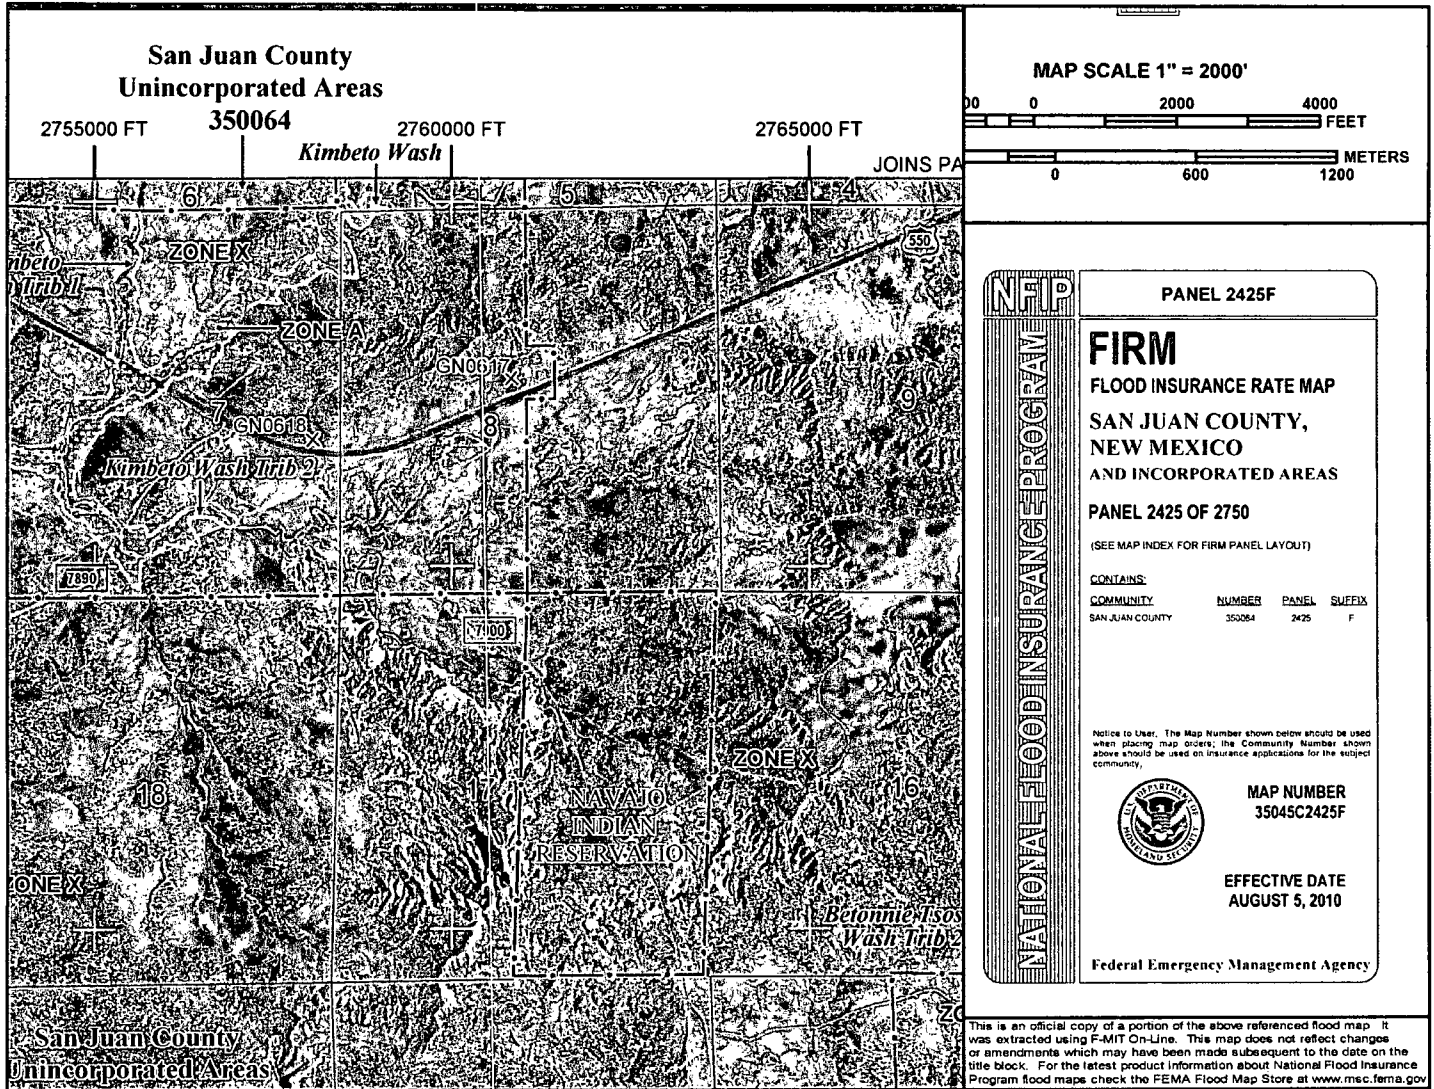 San Juan County
Unincorporated Areas
350064
2755000 FT
2760000 FT
2765000 FT
Kimbeto Wash
JOINS PA
6
5
4
ZONE X
550
Trib 1
ZONE A
GN0617
7
8
9
GN0618
Kimbeto Wash Trib 2
7890
N7900
ZONE X
18
16
NAVAJO
INDIAN
RESERVATION
ZONE X
Betonnie Tsos
Wash Trib 2
San Juan County
Unincorporated Areas
MAP SCALE 1" = 2000'
0 2000 4000
FEET
METERS
0 600 1200
NFIP
NATIONAL FLOOD INSURANCE PROGRAM
PANEL 2425F
FIRM
FLOOD INSURANCE RATE MAP
SAN JUAN COUNTY,
NEW MEXICO
AND INCORPORATED AREAS
PANEL 2425 OF 2750
(SEE MAP INDEX FOR FIRM PANEL LAYOUT)
CONTAINS:
COMMUNITY NUMBER PANEL SUFFIX
SAN JUAN COUNTY 350064 2425 F
Notice to User: The Map Number shown below should be used
when placing map orders; the Community Number shown
above should be used on insurance applications for the subject
community.
U.S. DEPARTMENT OF
HOMELAND SECURITY
MAP NUMBER
35045C2425F
EFFECTIVE DATE
AUGUST 5, 2010
Federal Emergency Management Agency
This is an official copy of a portion of the above referenced flood map. It
was extracted using F-MIT On-Line. This map does not reflect changes
or amendments which may have been made subsequent to the date on the
title block. For the latest product information about National Flood Insurance
Program flood maps check the FEMA Flood Map Store at www.msc.fema.gov